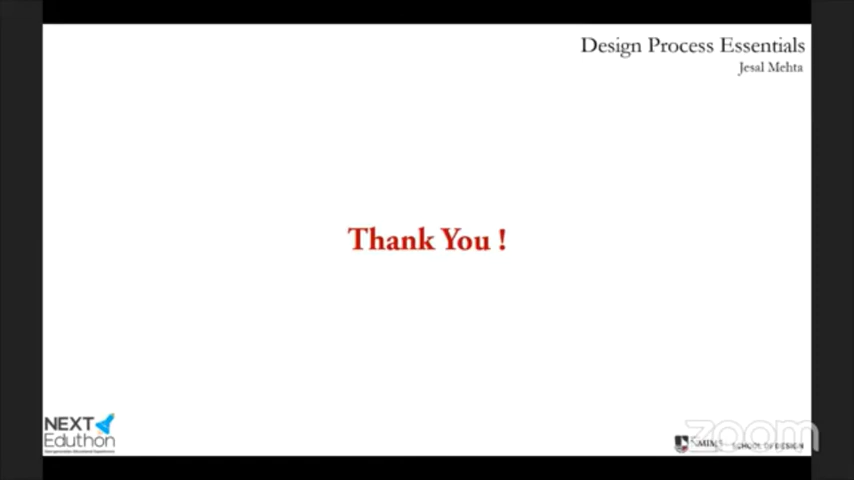 Design Process Essentials
Jesal Mehta
Thank You !
NEXT
Eduthon
zoom
SCHOOL OF DESIGN